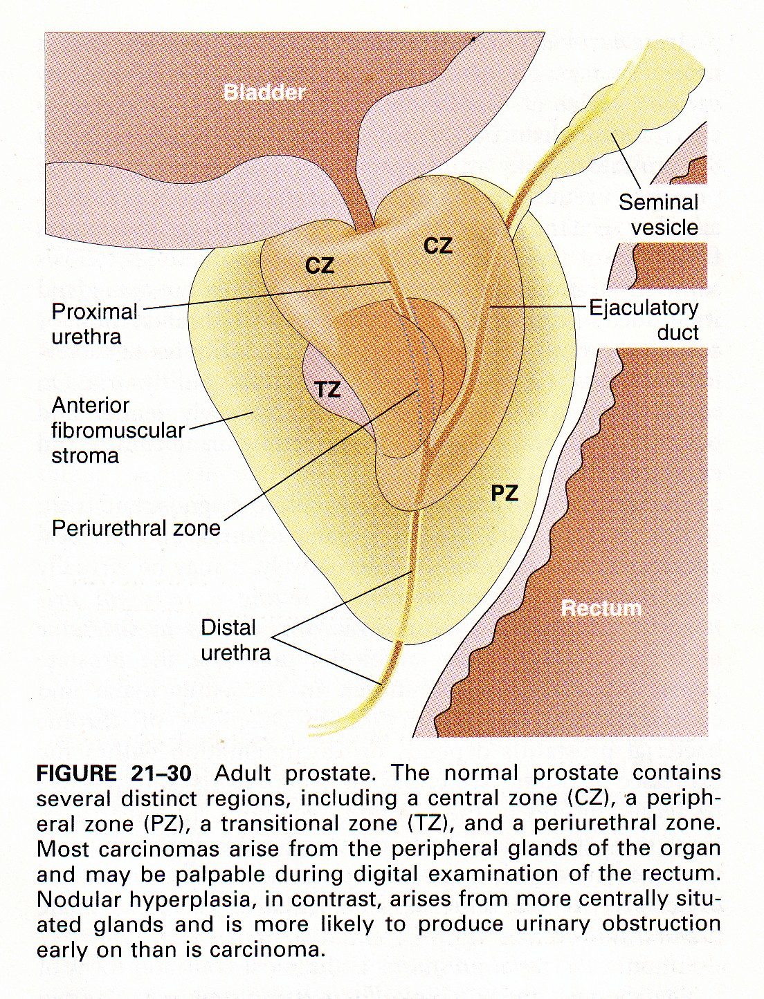 Bladder
Seminal
vesicle
CZ
CZ
Proximal
urethra
Ejaculatory
duct
TZ
Anterior
fibromuscular
stroma
PZ
Periurethral zone
Rectum
Distal
urethra
FIGURE 21–30 Adult prostate. The normal prostate contains
several distinct regions, including a central zone (CZ), a periph-
eral zone (PZ), a transitional zone (TZ), and a periurethral zone.
Most carcinomas arise from the peripheral glands of the organ
and may be palpable during digital examination of the rectum.
Nodular hyperplasia, in contrast, arises from more centrally situ-
ated glands and is more likely to produce urinary obstruction
early on than is carcinoma.